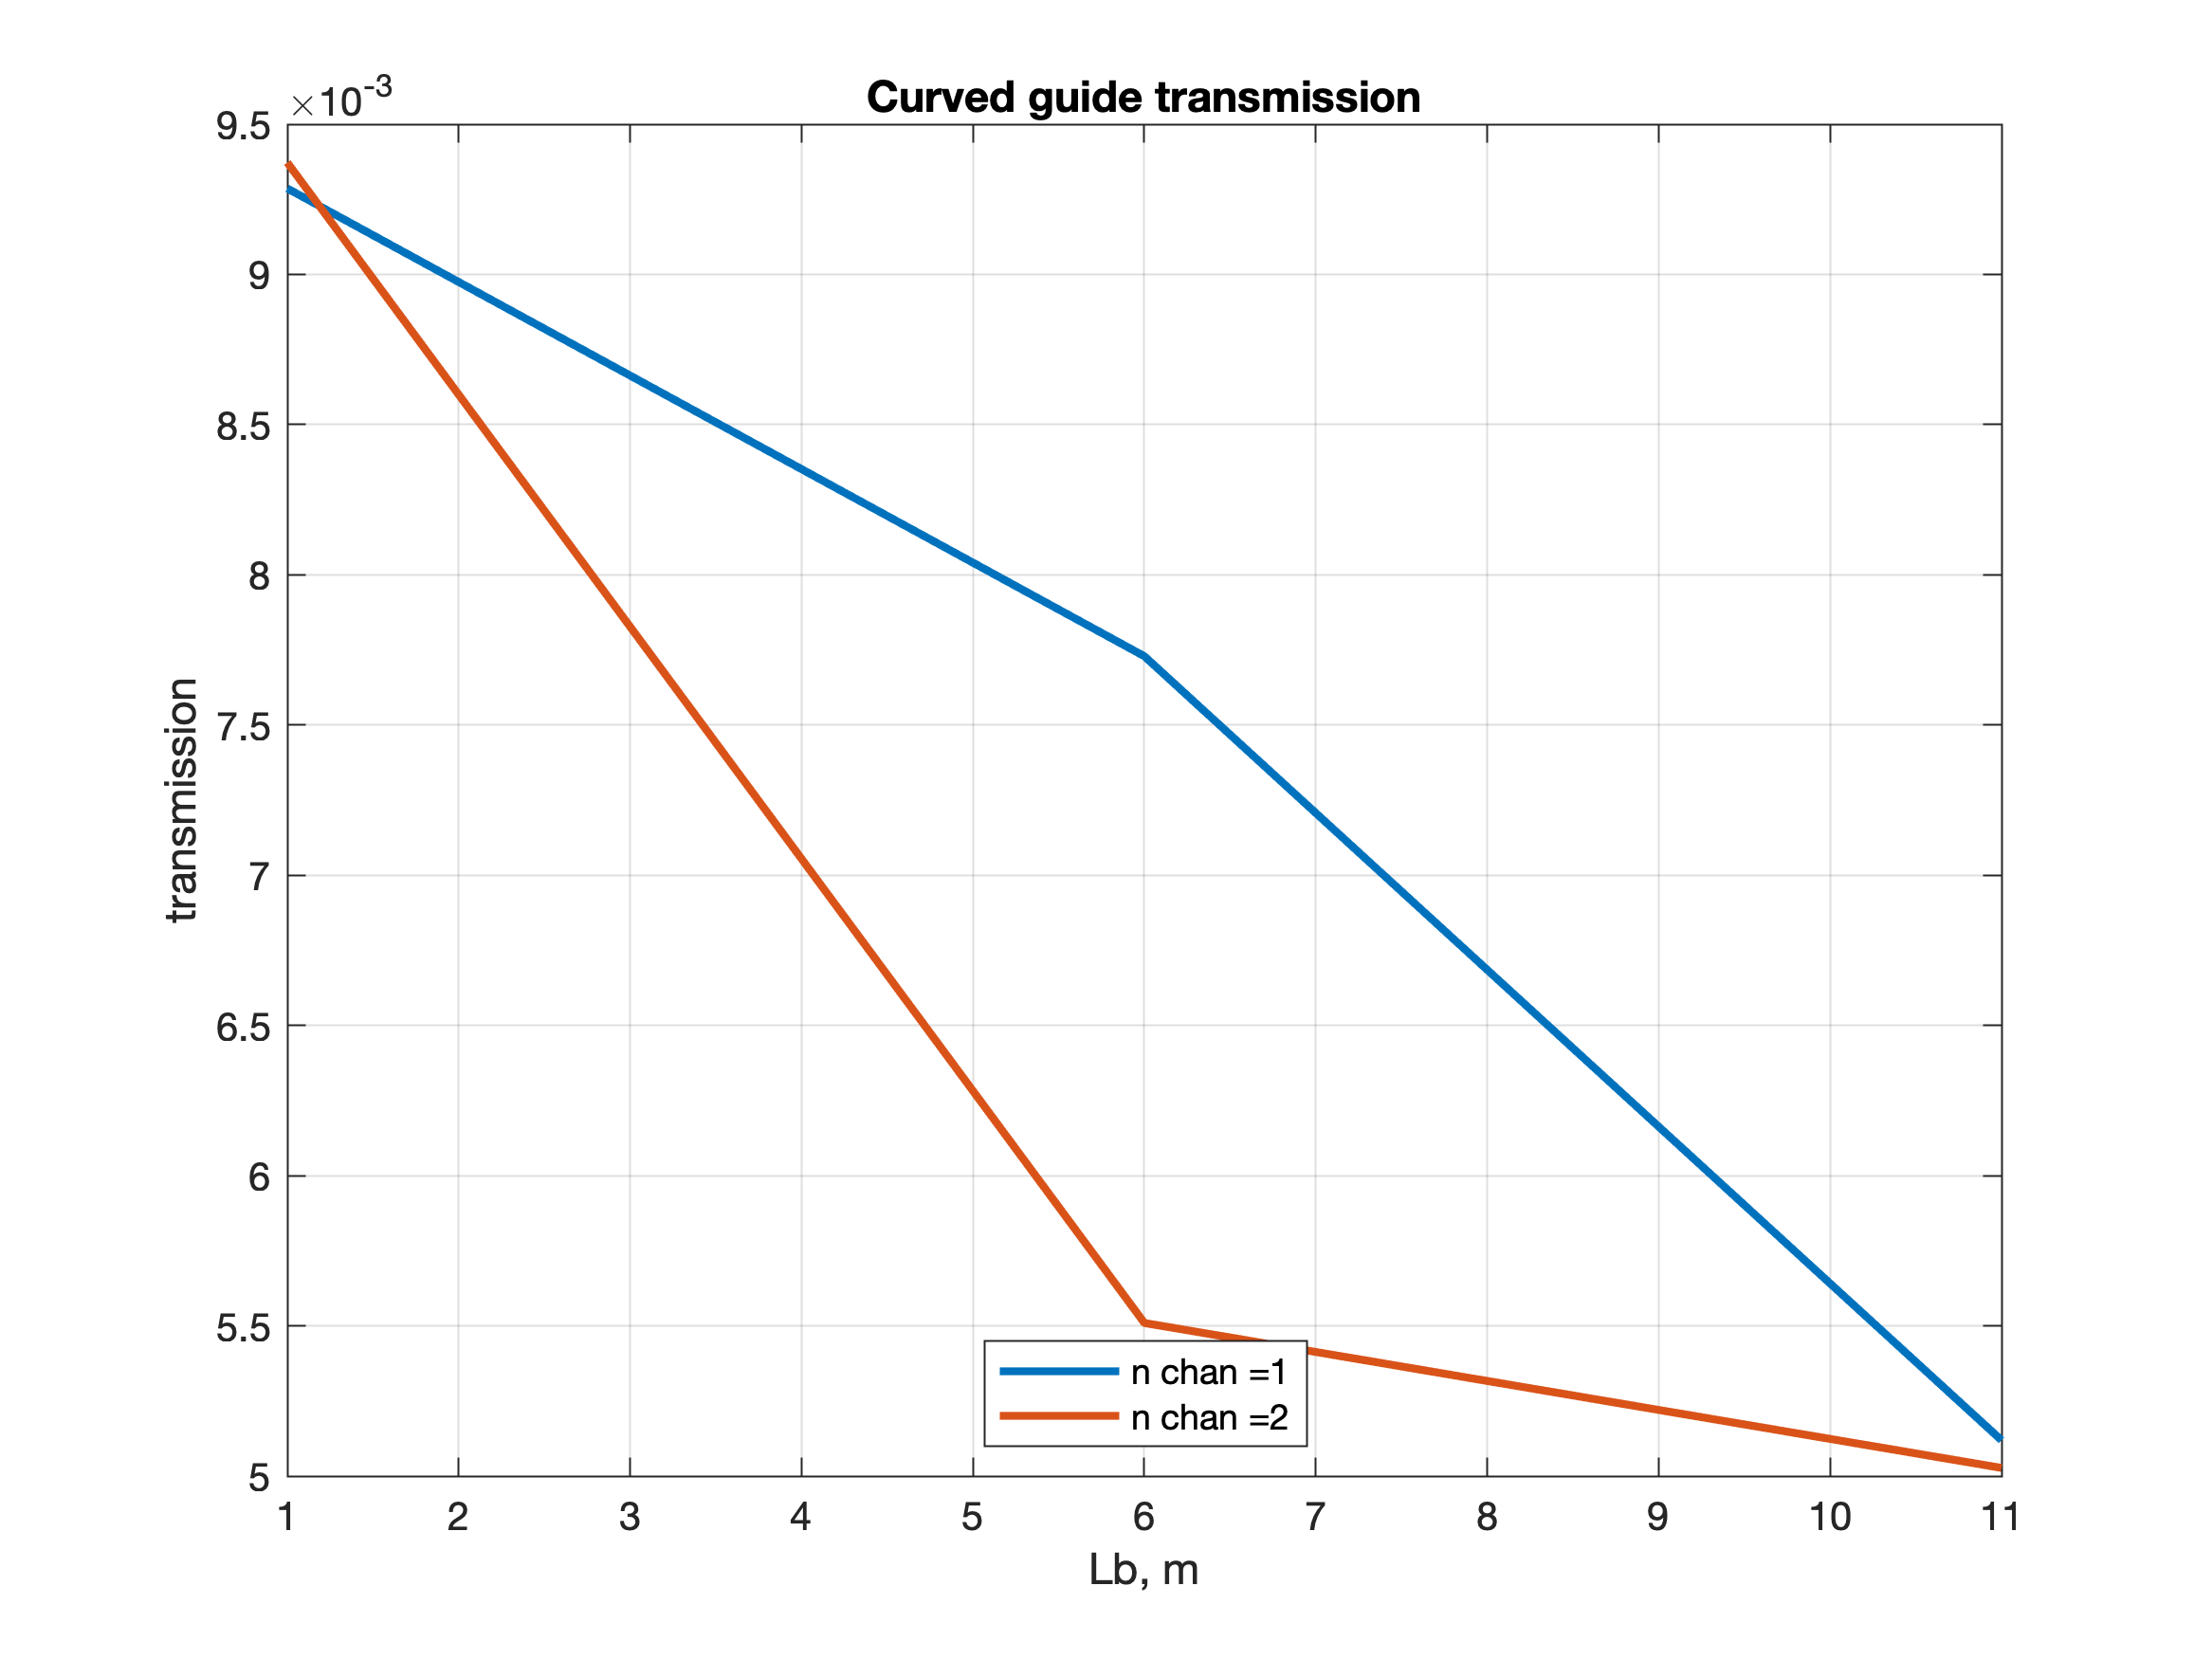 Curved guide transmission
×10-3
9.5
9
8.5
8
7.5
7
6.5
6
5.5
5
transmission
n chan =1
n chan =2
1 2 3 4 5 6 7 8 9 10 11
Lb, m